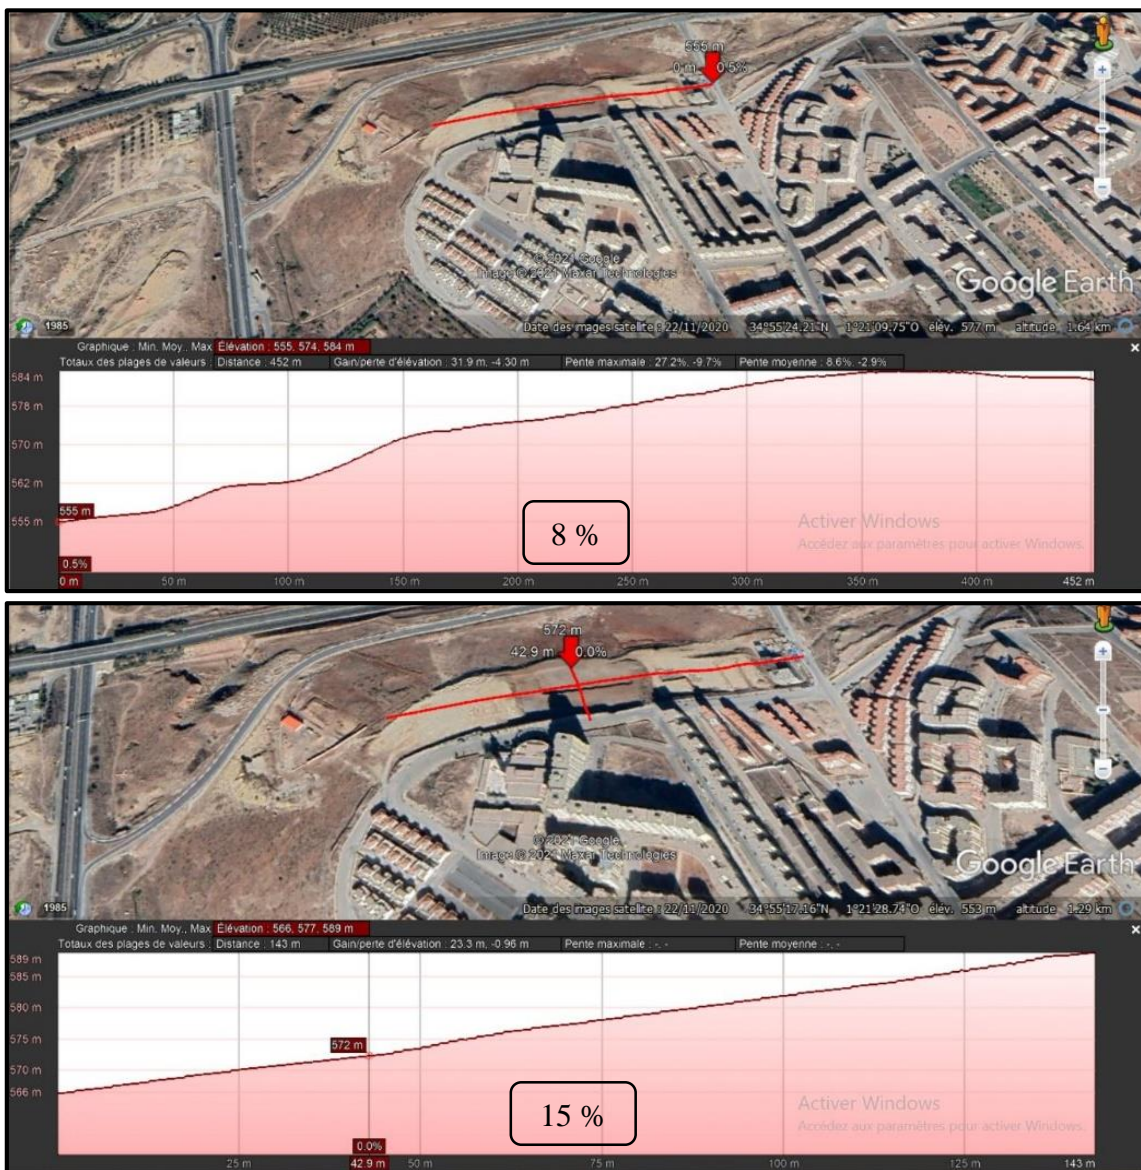 555 m
0 m 0.5%
© 2021 Google
Image © 2021 Maxar Technologies
Google Earth
1985
Date des images satellite : 22/11/2020 34°55'24.21"N 1°21'09.75"O élév. 577 m altitude 1.64 km
Graphique : Min, Moy., Max Élévation : 555, 574, 584 m
Totaux des plages de valeurs : Distance : 452 m Gain/perte d'élévation : 31.9 m, -4.30 m Pente maximale : 27.2%, -9.7% Pente moyenne : 8.6%, -2.9%
584 m
578 m
570 m
562 m
555 m
555 m
8 %
Activer Windows
Accédez aux paramètres pour activer Windows.
0.5%
0 m 50 m 100 m 150 m 200 m 250 m 300 m 350 m 400 m 452 m
572 m
42.9 m 0.0%
© 2021 Google
Image © 2021 Maxar Technologies
Google Earth
1985
Date des images satellite : 22/11/2020 34°55'17.16"N 1°21'28.74"O élév. 553 m altitude 1.29 km
Graphique : Min, Moy., Max Élévation : 566, 577, 589 m
Totaux des plages de valeurs : Distance : 143 m Gain/perte d'élévation : 23.3 m, -0.96 m Pente maximale : -, - Pente moyenne : -, -
589 m
585 m
580 m
575 m
572 m
570 m
566 m
15 %
Activer Windows
Accédez aux paramètres pour activer Windows.
0.0%
25 m 42.9 m 50 m 75 m 100 m 125 m 143 m